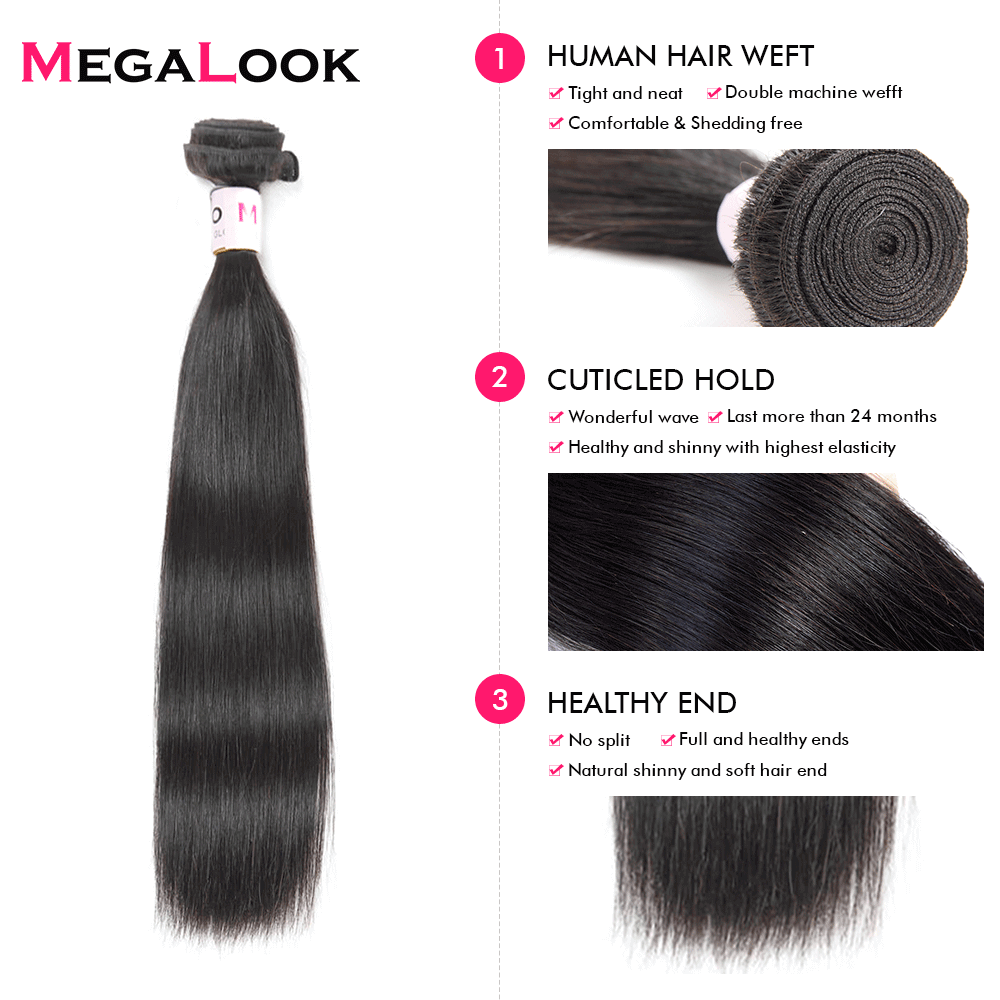 MEGALOOK
O M
1 HUMAN HAIR WEFT
Tight and neat Double machine wefft
Comfortable & Shedding free
2 CUTICLED HOLD
Wonderful wave Last more than 24 months
Healthy and shinny with highest elasticity
3 HEALTHY END
No split Full and healthy ends
Natural shinny and soft hair end